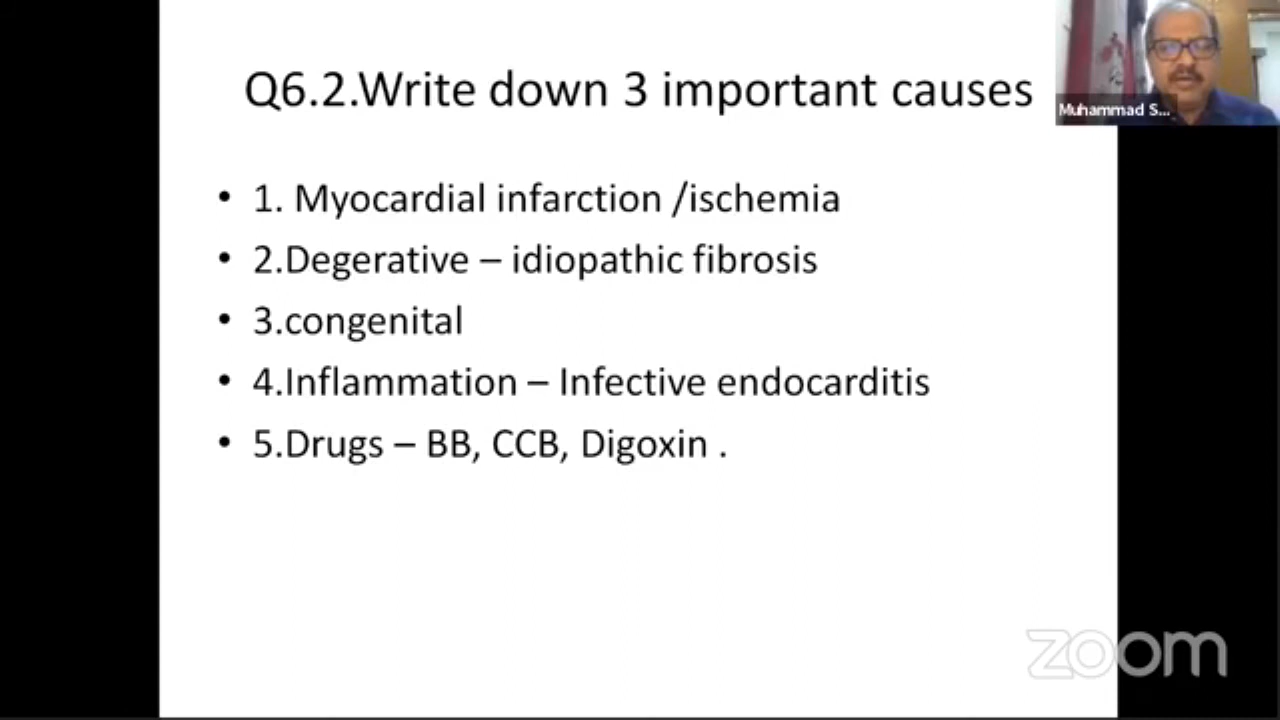 Q6.2.Write down 3 important causes
Muhammad S...
• 1. Myocardial infarction /ischemia
• 2.Degerative – idiopathic fibrosis
• 3.congenital
• 4.Inflammation – Infective endocarditis
• 5.Drugs – BB, CCB, Digoxin .
zoom